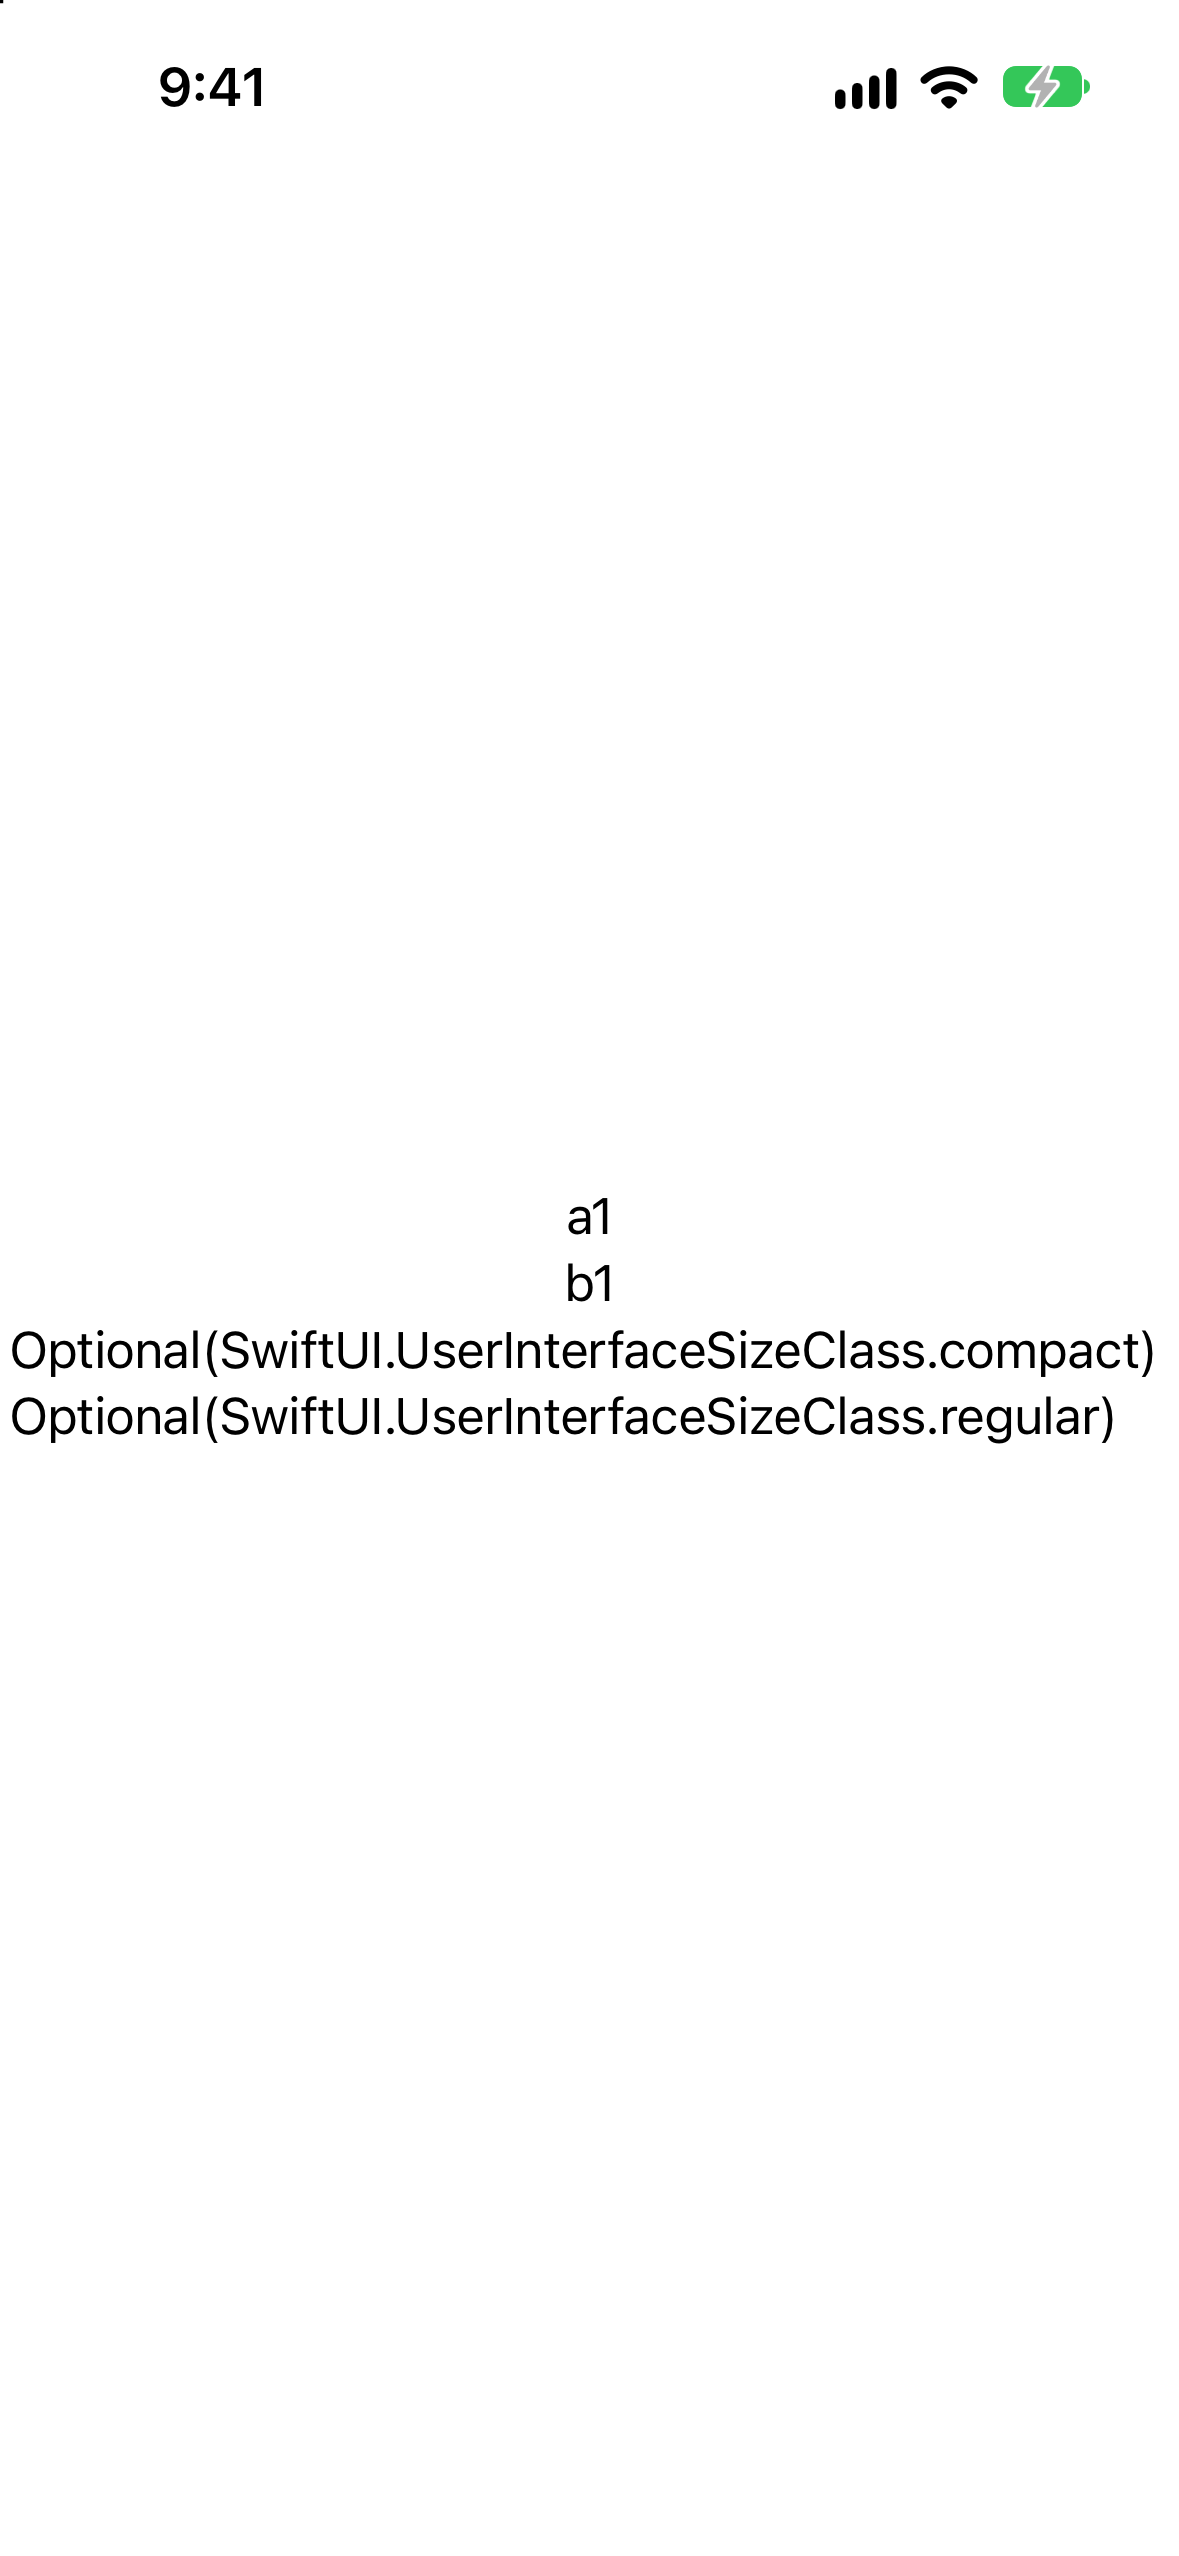 9:41
a1
b1
Optional(SwiftUI.UserInterfaceSizeClass.compact)
Optional(SwiftUI.UserInterfaceSizeClass.regular)